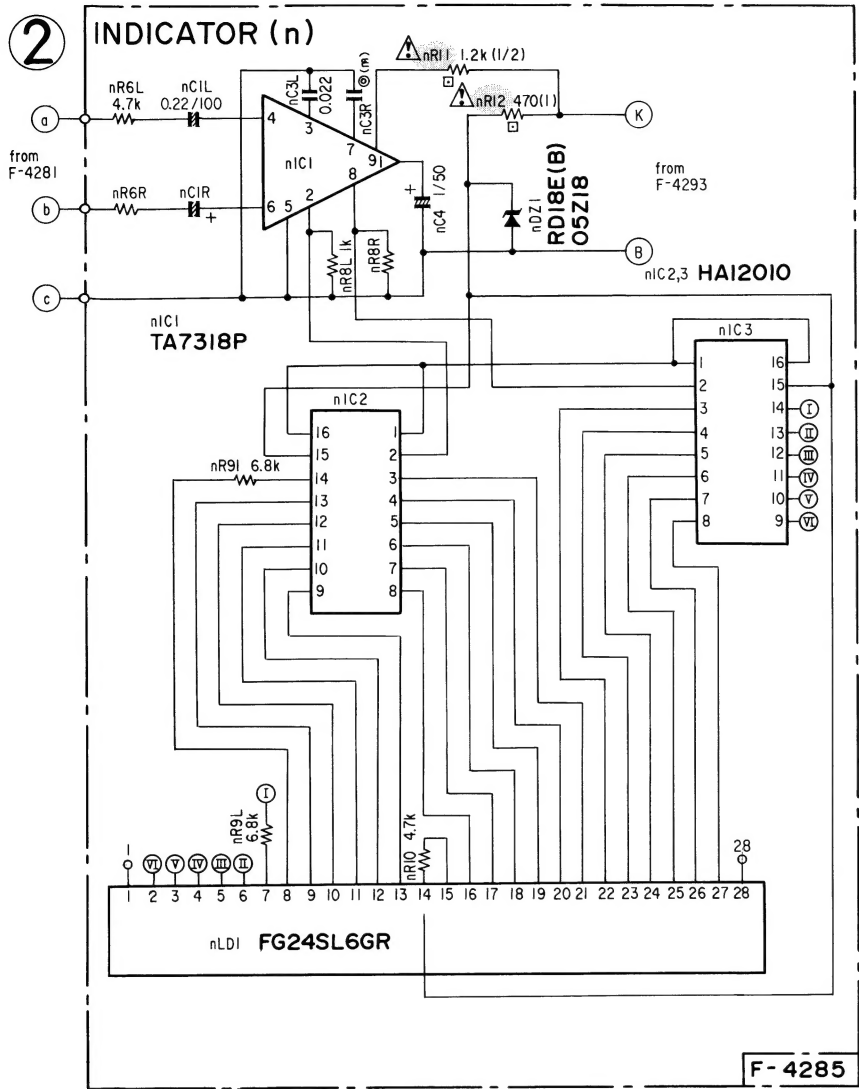 2 INDICATOR (n)
nR11 1.2k (1/2)
nR12 470(1)
nR6L 4.7k
nC1L 0.22/100
nC3L 0.022
nC3R ⊚(m)
a
4
3
7
9
1
K
from F-4281
nIC1
8
nR6R
nC1R
+
b
6
5
2
+
nC4 1/50
nDZ1
RD18E(B)
05Z18
from F-4293
B
nR8L 1k
nR8R
c
nIC2,3 HA12010
nIC1
TA7318P
nIC3
1 16
2 15
3 14 I
4 13 II
5 12 III
6 11 IV
7 10 V
8 9 VI
nIC2
16 1
15 2
nR91 6.8k
14 3
13 4
12 5
11 6
10 7
9 8
I
nR9L 6.8k
nR10 4.7k
1 VI V IV III II
28
1 2 3 4 5 6 7 8 9 10 11 12 13 14 15 16 17 18 19 20 21 22 23 24 25 26 27 28
nLD1 FG24SL6GR
F-4285